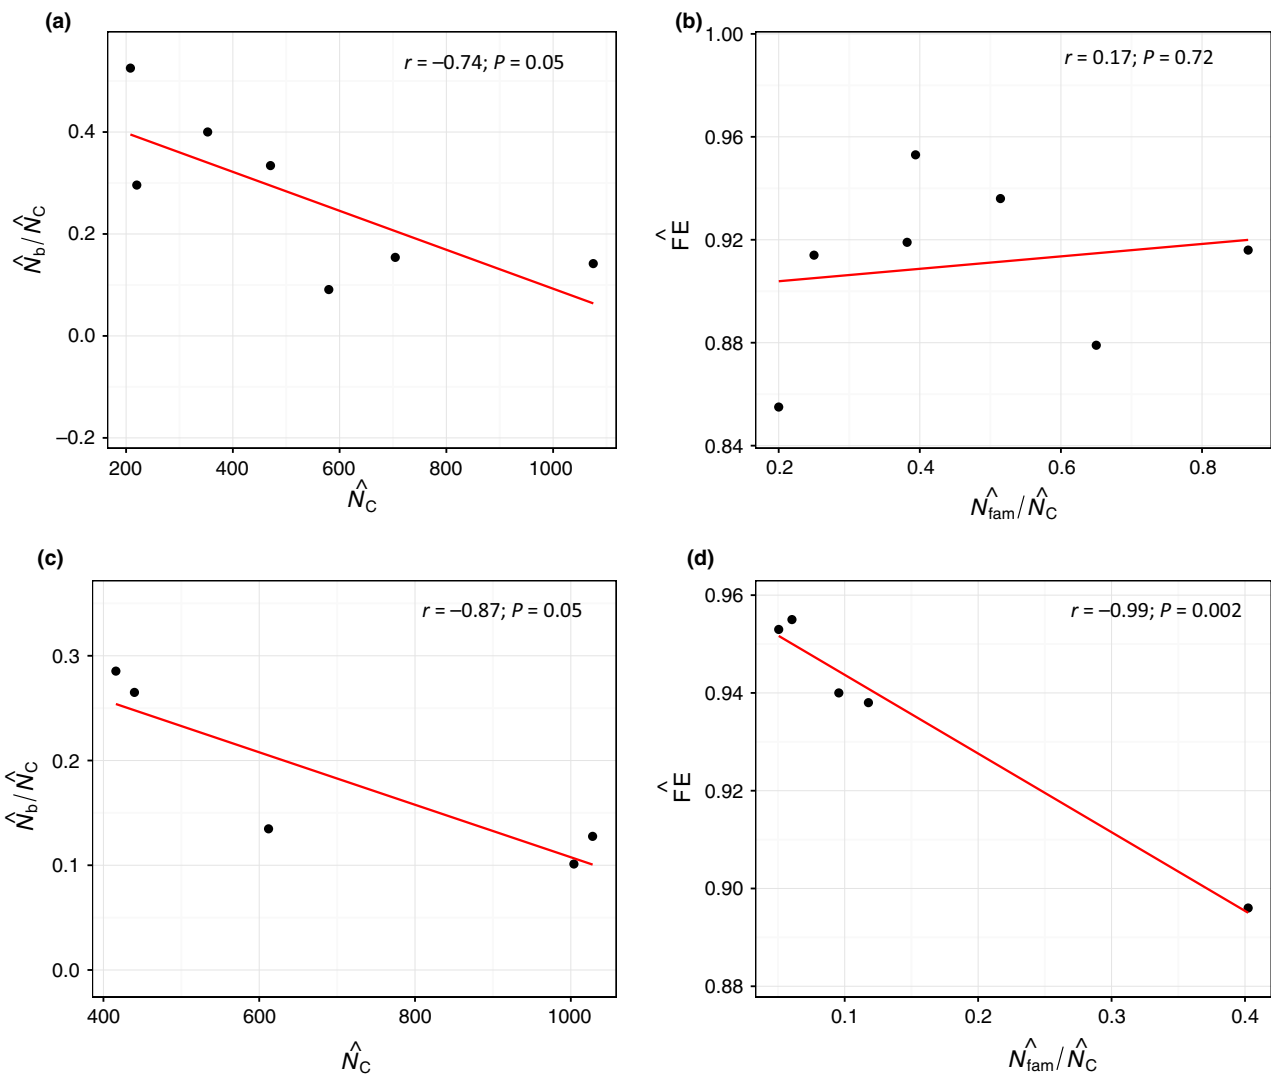 (a)
r = –0.74; P = 0.05
0.4
0.2
0.0
–0.2
200 400 600 800 1000
N̂b/N̂C
N̂C
(b)
r = 0.17; P = 0.72
1.00
0.96
0.92
0.88
0.84
0.2 0.4 0.6 0.8
F̂E
N̂fam/N̂C
(c)
r = –0.87; P = 0.05
0.3
0.2
0.1
0.0
400 600 800 1000
N̂b/N̂C
N̂C
(d)
r = –0.99; P = 0.002
0.96
0.94
0.92
0.90
0.88
0.1 0.2 0.3 0.4
F̂E
N̂fam/N̂C